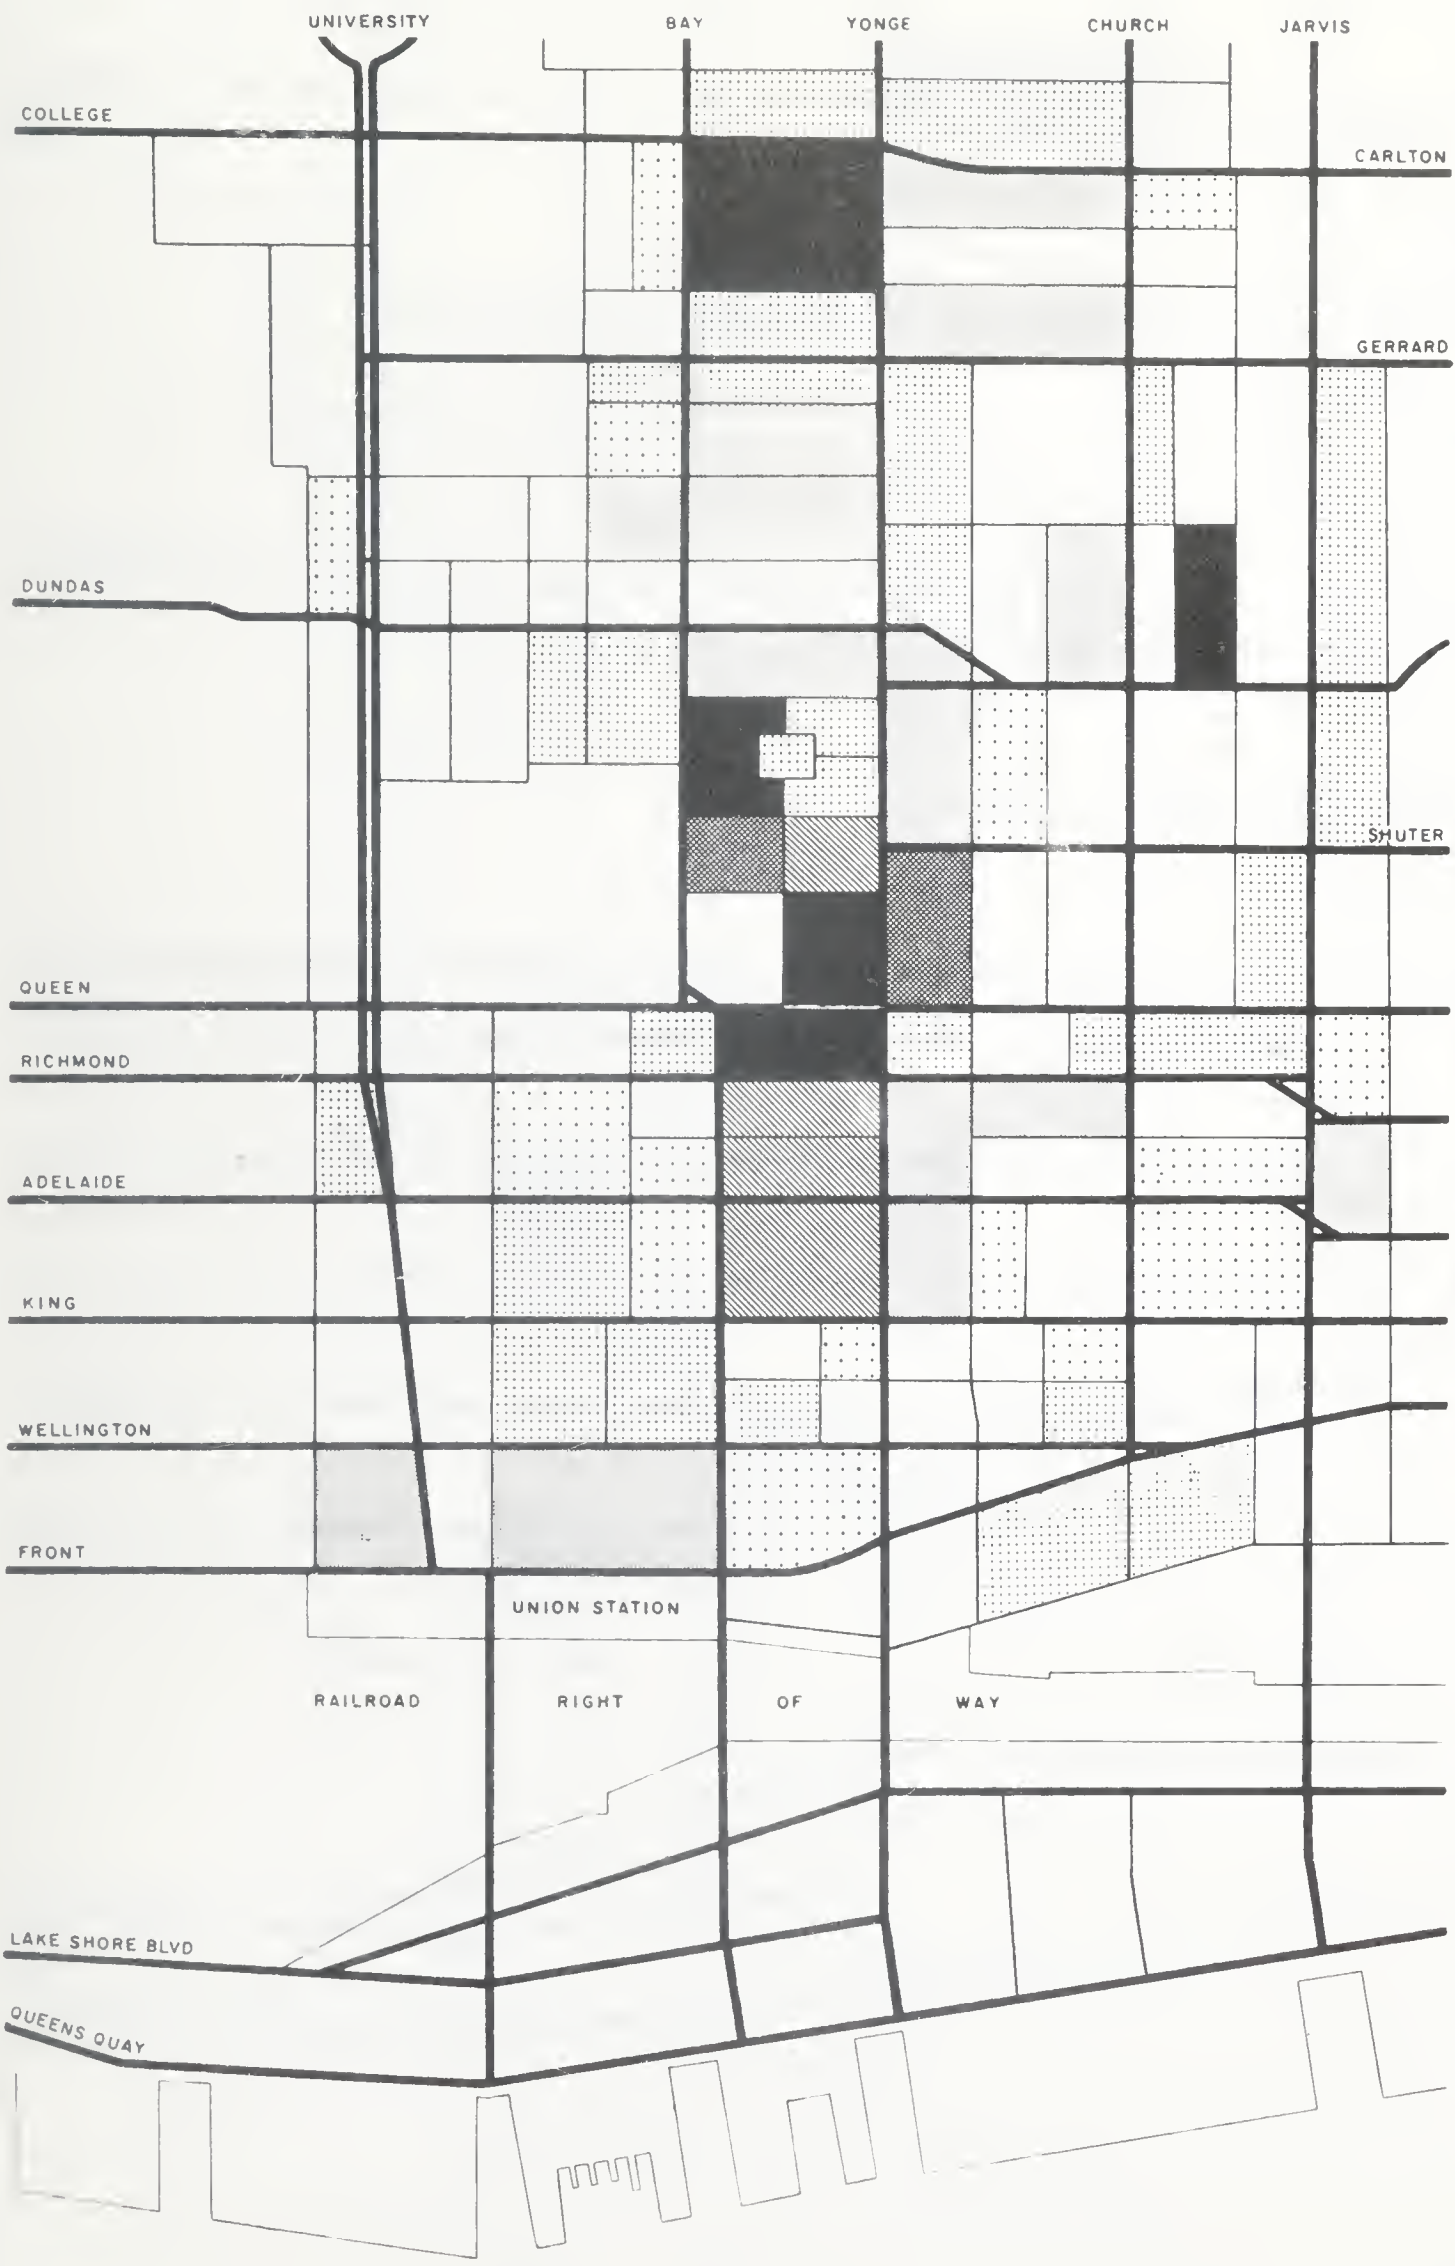 UNIVERSITY BAY YONGE CHURCH JARVIS
COLLEGE
CARLTON
GERRARD
DUNDAS
SHUTER
QUEEN
RICHMOND
ADELAIDE
KING
WELLINGTON
FRONT
UNION STATION
RAILROAD RIGHT OF WAY
LAKE SHORE BLVD
QUEENS QUAY